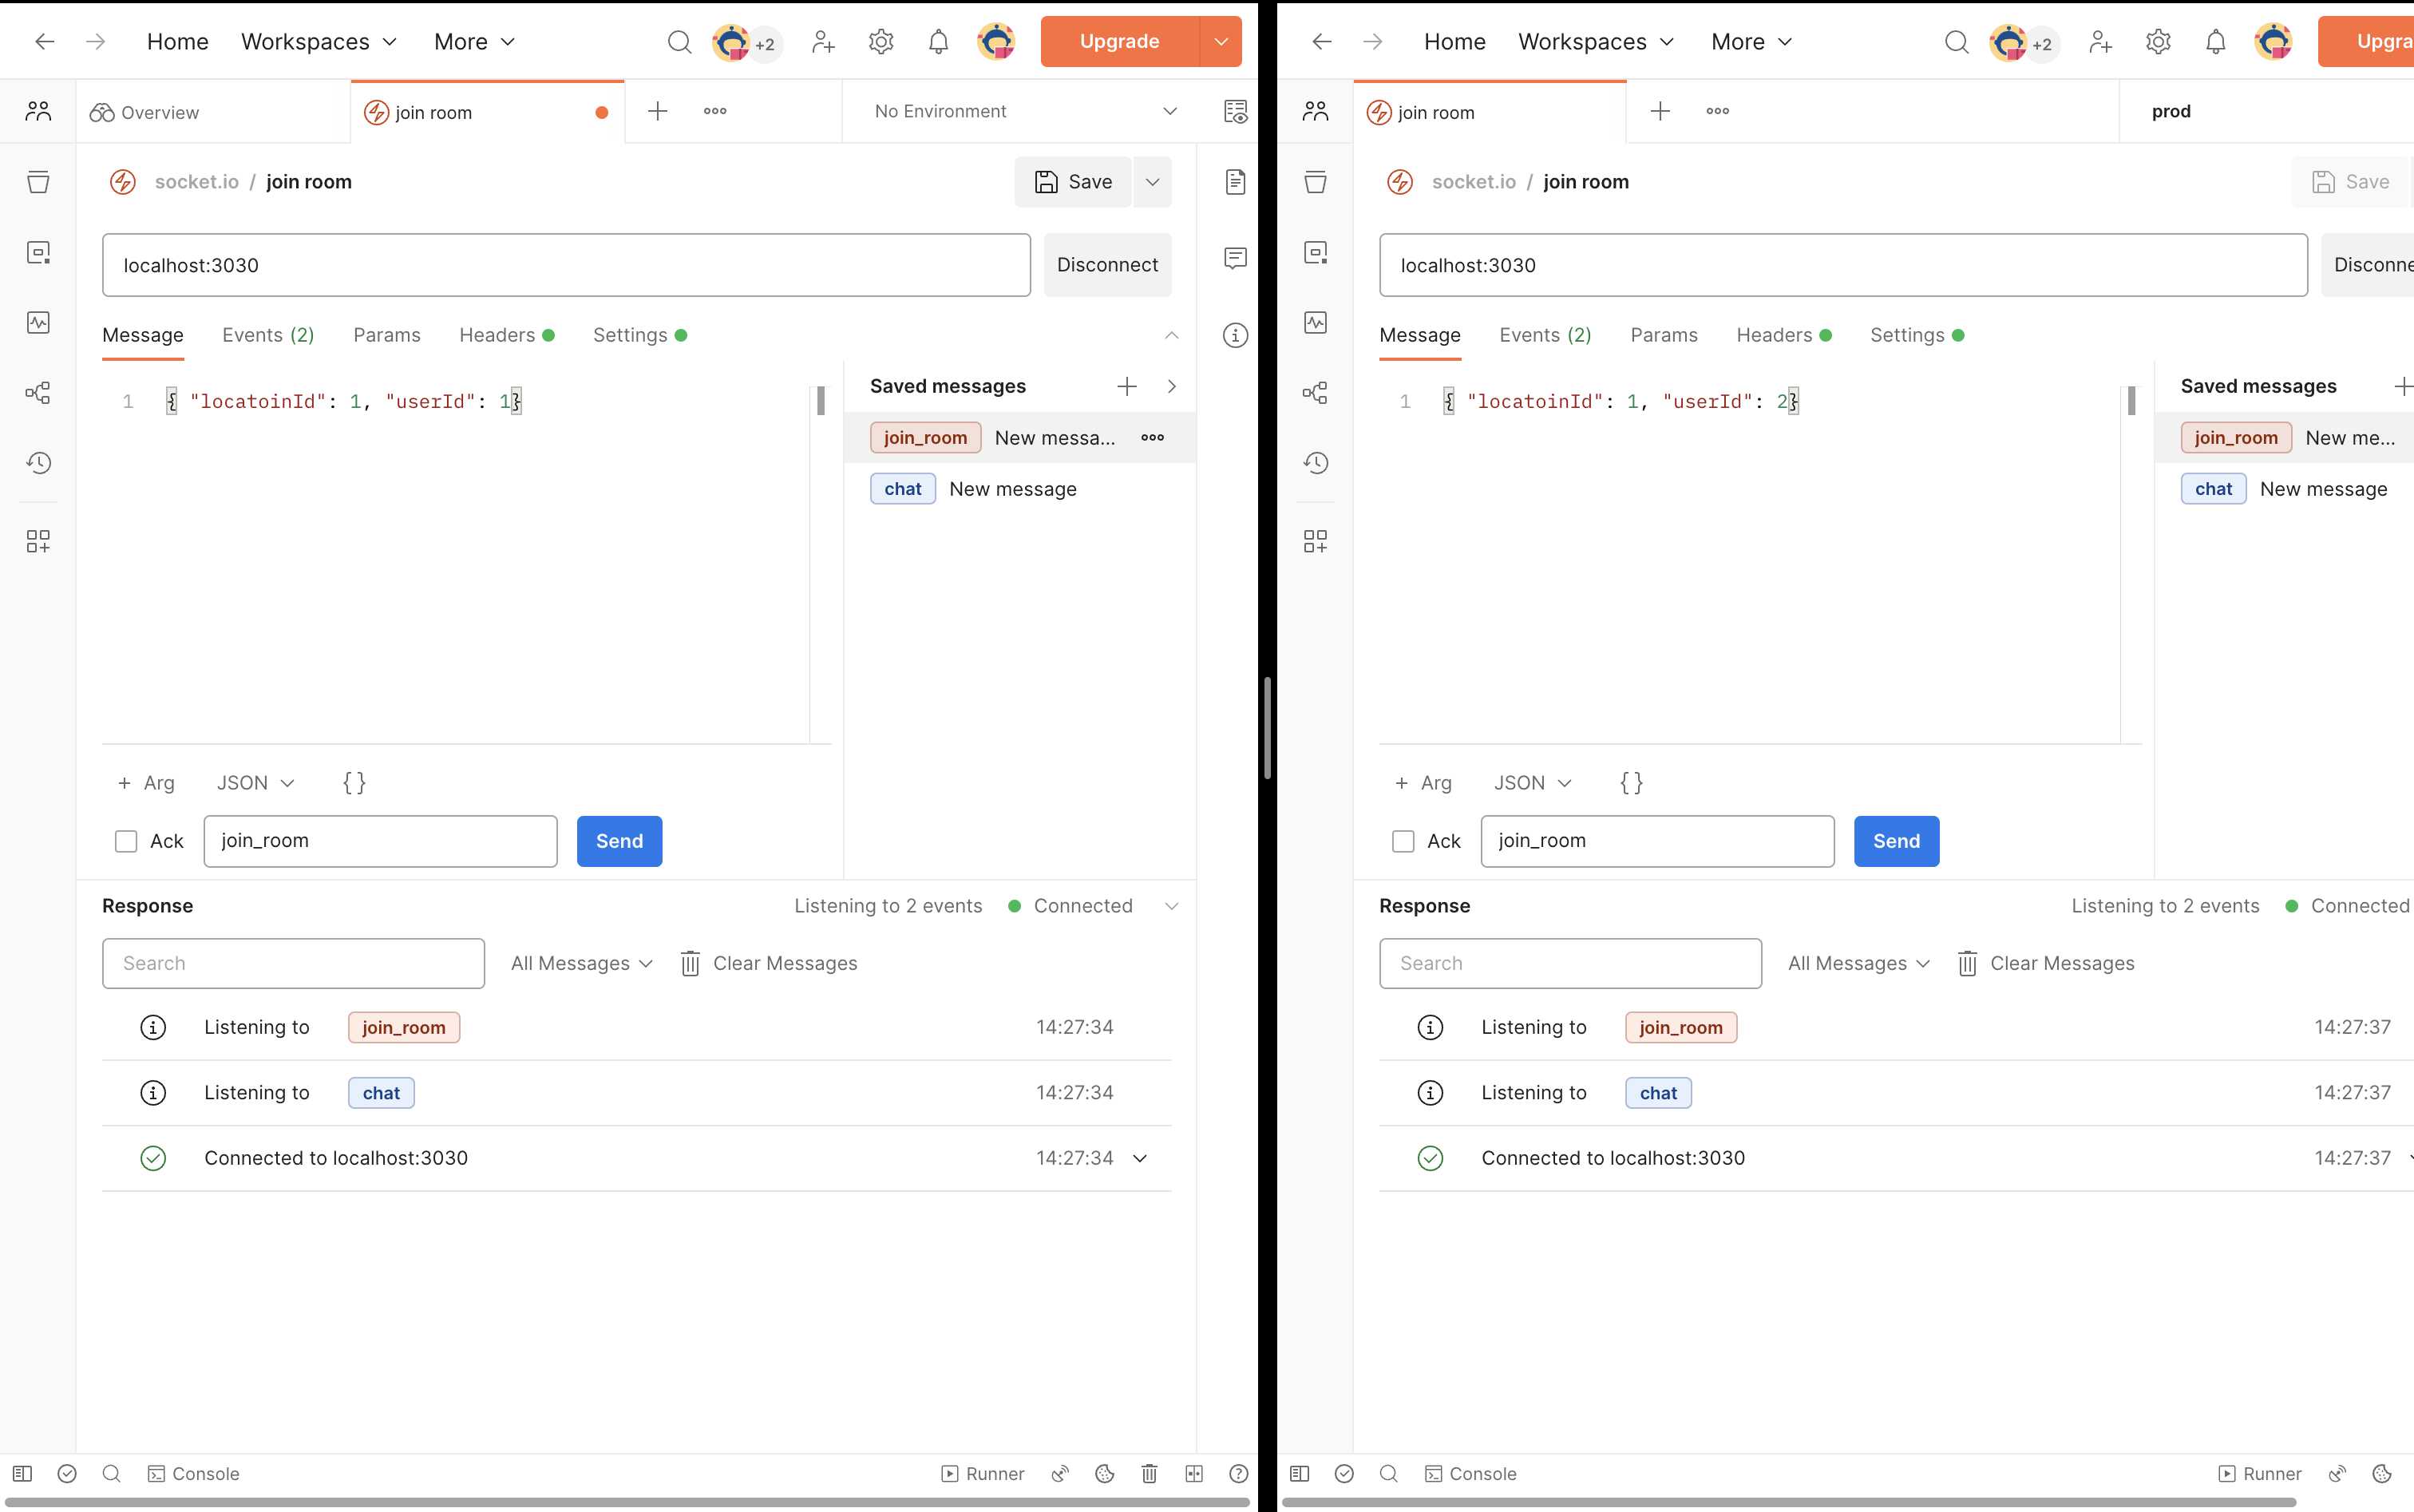 Home Workspaces More +2 Upgrade
Overview join room No Environment
socket.io / join room Save
localhost:3030 Disconnect
Message Events (2) Params Headers Settings
1 { "locatoinId": 1, "userId": 1}
Saved messages
join_room New messa...
chat New message
+ Arg JSON {}
Ack join_room Send
Response Listening to 2 events Connected
Search All Messages Clear Messages
Listening to join_room 14:27:34
Listening to chat 14:27:34
Connected to localhost:3030 14:27:34
Console Runner
Home Workspaces More +2 Upgra
join room prod
socket.io / join room Save
localhost:3030 Disconne
Message Events (2) Params Headers Settings
1 { "locatoinId": 1, "userId": 2}
Saved messages
join_room New me...
chat New message
+ Arg JSON {}
Ack join_room Send
Response Listening to 2 events Connected
Search All Messages Clear Messages
Listening to join_room 14:27:37
Listening to chat 14:27:37
Connected to localhost:3030 14:27:37
Console Runner